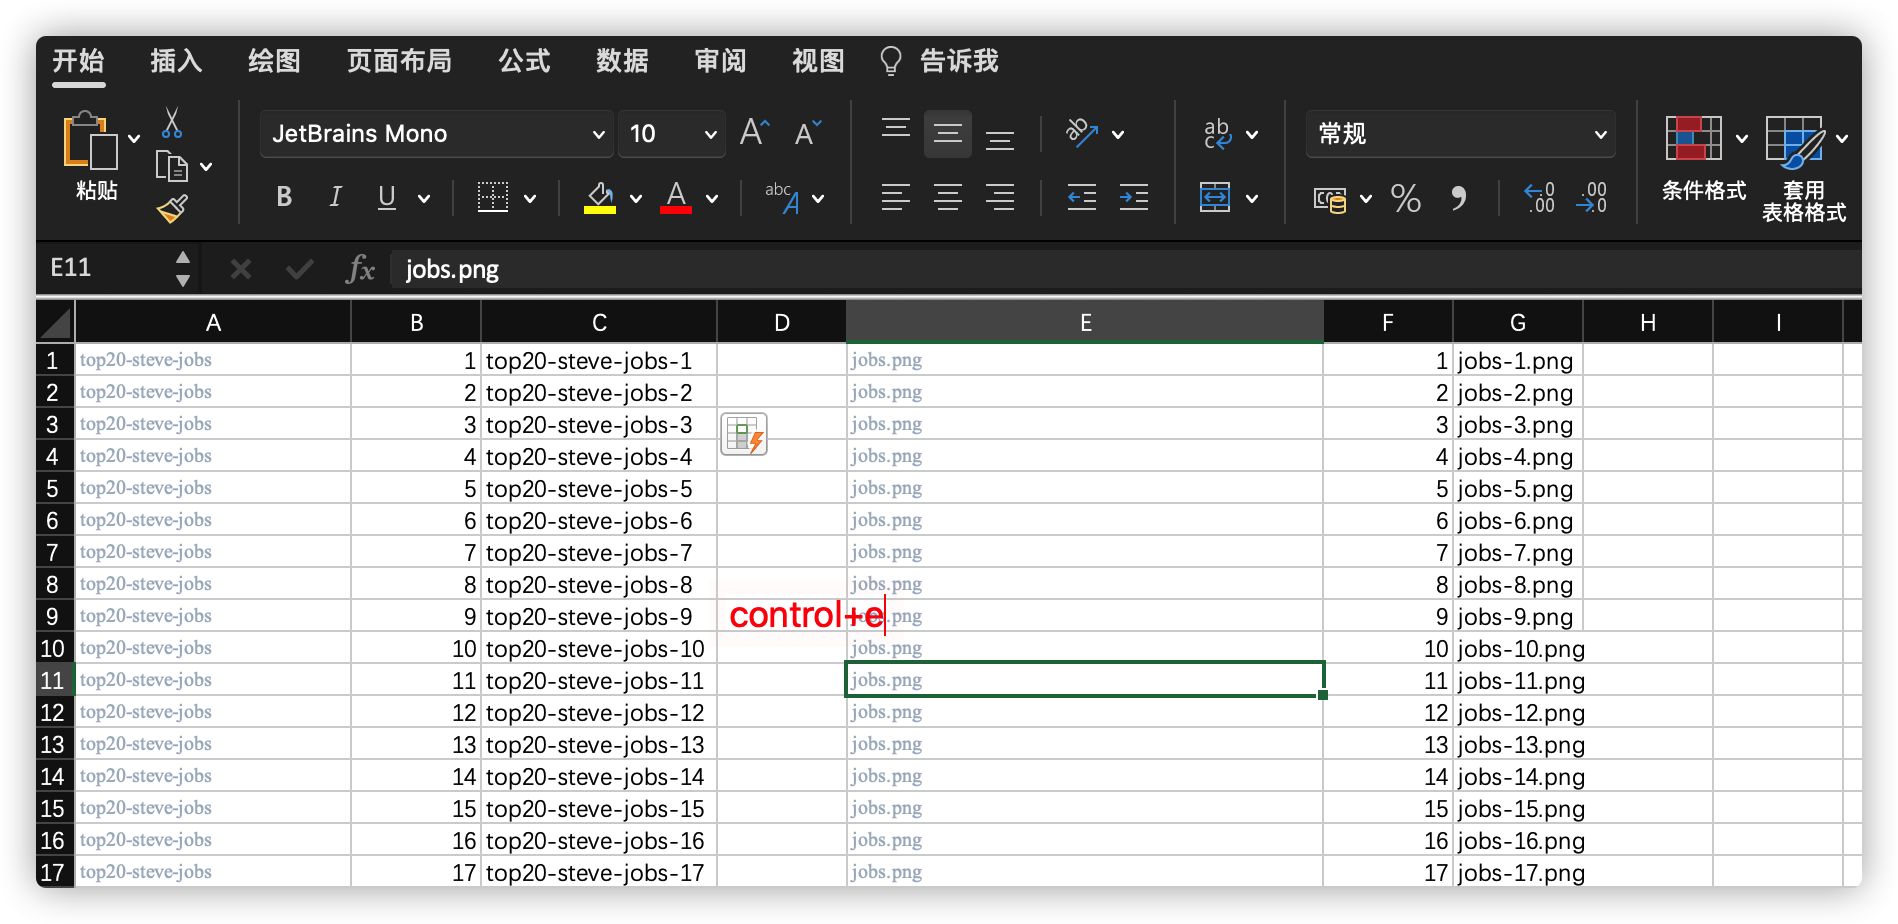 开始 插入 绘图 页面布局 公式 数据 审阅 视图 告诉我
粘贴
JetBrains Mono 10 A A
ab
c
常规
B I U A abc A % .00 .00
条件格式
套用
表格格式
E11 fx jobs.png
A B C D E F G H I
1 top20-steve-jobs 1 top20-steve-jobs-1 jobs.png 1 jobs-1.png
2 top20-steve-jobs 2 top20-steve-jobs-2 jobs.png 2 jobs-2.png
3 top20-steve-jobs 3 top20-steve-jobs-3 jobs.png 3 jobs-3.png
4 top20-steve-jobs 4 top20-steve-jobs-4 jobs.png 4 jobs-4.png
5 top20-steve-jobs 5 top20-steve-jobs-5 jobs.png 5 jobs-5.png
6 top20-steve-jobs 6 top20-steve-jobs-6 jobs.png 6 jobs-6.png
7 top20-steve-jobs 7 top20-steve-jobs-7 jobs.png 7 jobs-7.png
8 top20-steve-jobs 8 top20-steve-jobs-8 jobs.png 8 jobs-8.png
9 top20-steve-jobs 9 top20-steve-jobs-9 control+e jobs.png 9 jobs-9.png
10 top20-steve-jobs 10 top20-steve-jobs-10 jobs.png 10 jobs-10.png
11 top20-steve-jobs 11 top20-steve-jobs-11 jobs.png 11 jobs-11.png
12 top20-steve-jobs 12 top20-steve-jobs-12 jobs.png 12 jobs-12.png
13 top20-steve-jobs 13 top20-steve-jobs-13 jobs.png 13 jobs-13.png
14 top20-steve-jobs 14 top20-steve-jobs-14 jobs.png 14 jobs-14.png
15 top20-steve-jobs 15 top20-steve-jobs-15 jobs.png 15 jobs-15.png
16 top20-steve-jobs 16 top20-steve-jobs-16 jobs.png 16 jobs-16.png
17 top20-steve-jobs 17 top20-steve-jobs-17 jobs.png 17 jobs-17.png